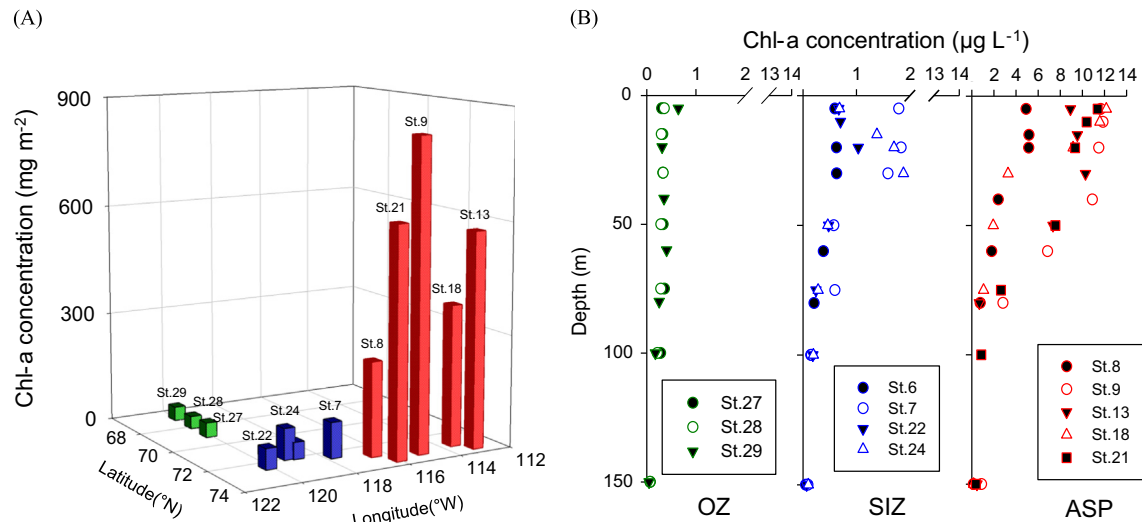 (A)
Chl-a concentration (mg m-2)
900
600
300
0
St.9
St.21
St.13
St.18
St.8
St.7
St.24
St.22
St.29
St.28
St.27
68
70
72
74
Latitude(°N)
122
120
118
116
114
112
Longitude(°W)
(B)
Chl-a concentration (µg L-1)
0 1 2 13 14
1 2 13 14
2 4 6 8 10 12 14
Depth (m)
0
50
100
150
St.27
St.28
St.29
St.6
St.7
St.22
St.24
St.8
St.9
St.13
St.18
St.21
OZ SIZ ASP